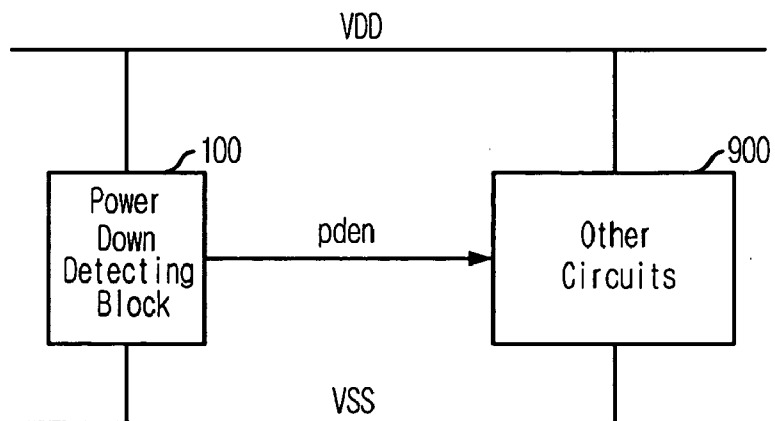 VDD
100
900
Power
Down
Detecting
Block
pden
Other
Circuits
VSS